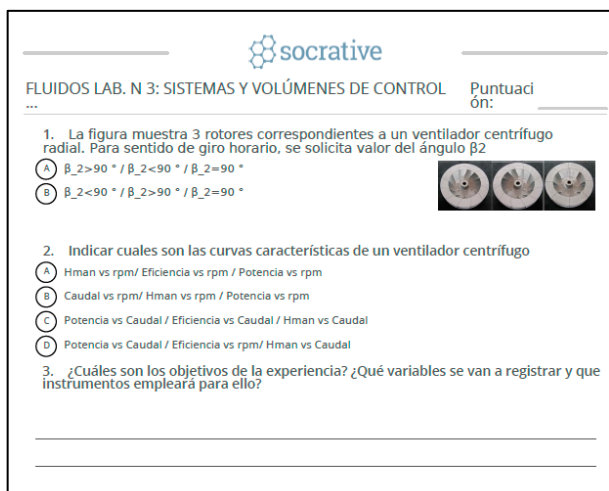 socrative
FLUIDOS LAB. N 3: SISTEMAS Y VOLÚMENES DE CONTROL
...
Puntuaci
ón:
1. La figura muestra 3 rotores correspondientes a un ventilador centrífugo
radial. Para sentido de giro horario, se solicita valor del ángulo β2
A β_2>90 ° / β_2<90 ° / β_2=90 °
B β_2<90 ° / β_2>90 ° / β_2=90 °
2. Indicar cuales son las curvas características de un ventilador centrífugo
A Hman vs rpm/ Eficiencia vs rpm / Potencia vs rpm
B Caudal vs rpm/ Hman vs rpm / Potencia vs rpm
C Potencia vs Caudal / Eficiencia vs Caudal / Hman vs Caudal
D Potencia vs Caudal / Eficiencia vs rpm/ Hman vs Caudal
3. ¿Cuáles son los objetivos de la experiencia? ¿Qué variables se van a registrar y que
instrumentos empleará para ello?